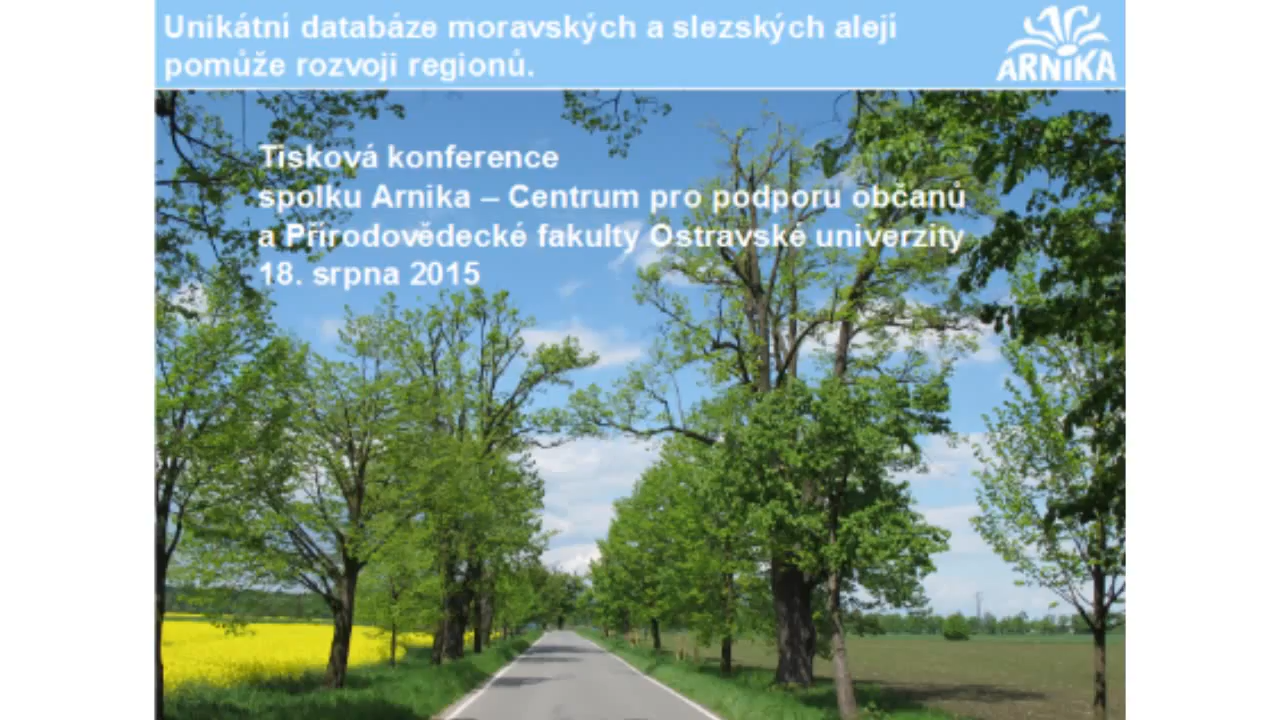 Unikátní databáze moravských a slezských alejí
pomůže rozvoji regionů.
ARNIKA
Tisková konference
spolku Arnika – Centrum pro podporu občanů
a Přírodovědecké fakulty Ostravské univerzity
18. srpna 2015